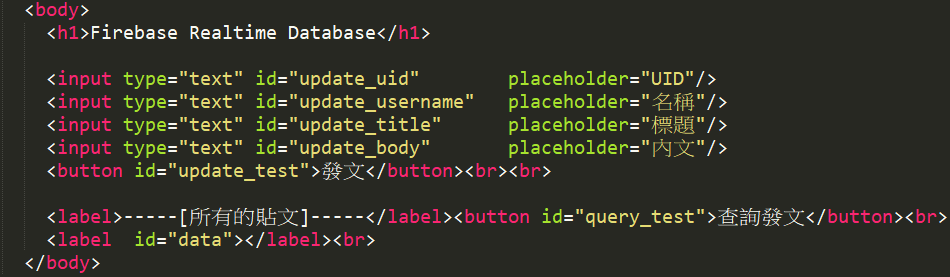 <body>
<h1>Firebase Realtime Database</h1>
<input type="text" id="update_uid" placeholder="UID"/>
<input type="text" id="update_username" placeholder="名稱"/>
<input type="text" id="update_title" placeholder="標題"/>
<input type="text" id="update_body" placeholder="內文"/>
<button id="update_test">發文</button><br><br>
<label>-----[所有的貼文]-----</label><button id="query_test">查詢發文</button><br>
<label  id="data"></label><br>
</body>